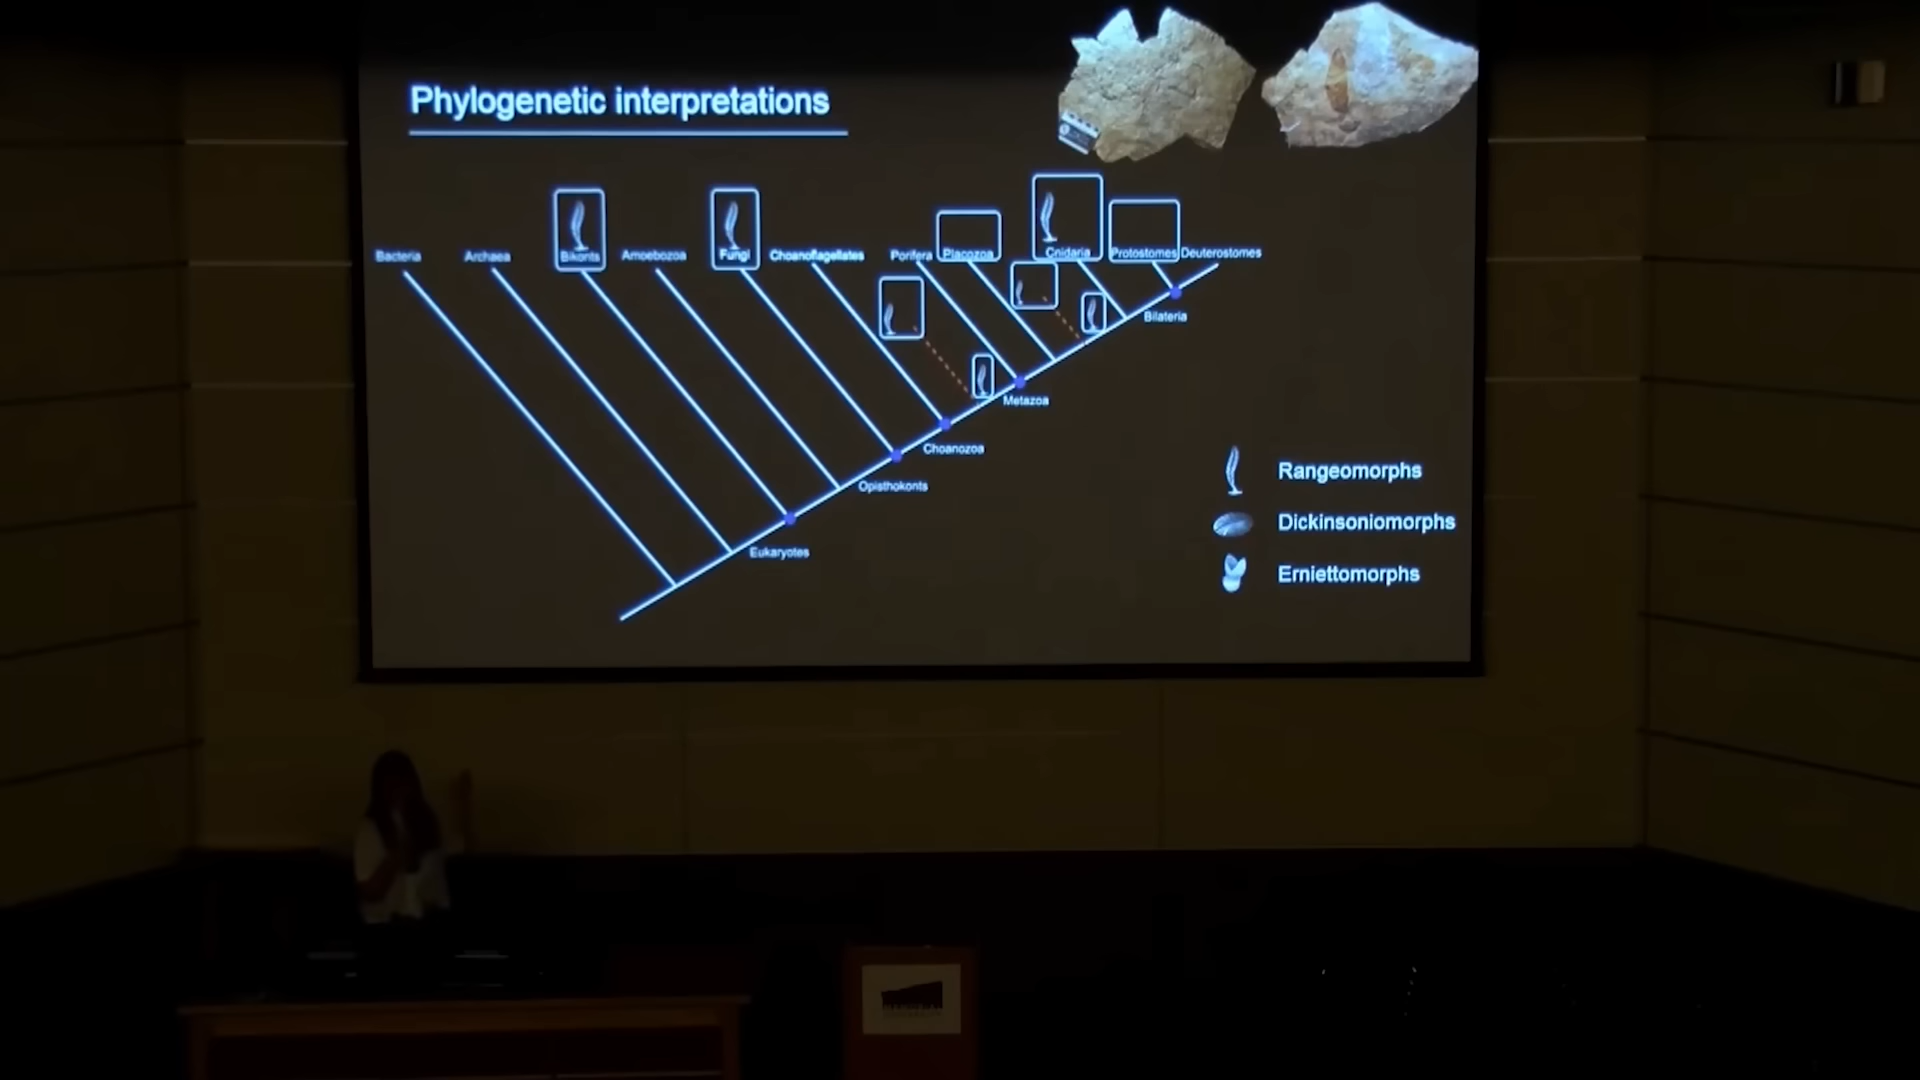 Phylogenetic interpretations
Bacteria
Archaea
Bikonts
Amoebozoa
Fungi
Choanoflagellates
Porifera
Placozoa
Cnidaria
Protostomes
Deuterostomes
Bilateria
Metazoa
Choanozoa
Opisthokonts
Eukaryotes
Rangeomorphs
Dickinsoniomorphs
Erniettomorphs